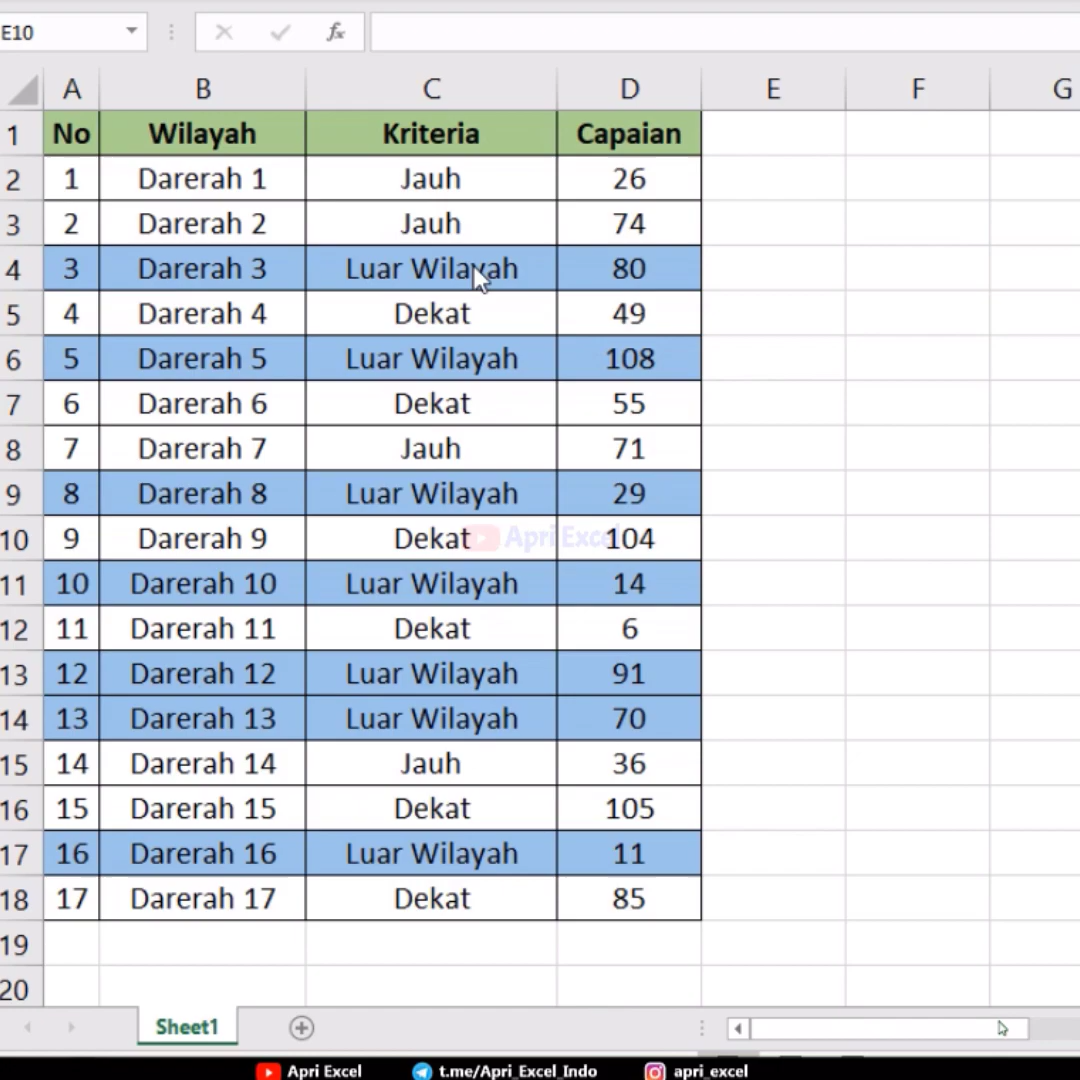 E10 fx
A B C D E F G
1 No Wilayah Kriteria Capaian
2 1 Darerah 1 Jauh 26
3 2 Darerah 2 Jauh 74
4 3 Darerah 3 Luar Wilayah 80
5 4 Darerah 4 Dekat 49
6 5 Darerah 5 Luar Wilayah 108
7 6 Darerah 6 Dekat 55
8 7 Darerah 7 Jauh 71
9 8 Darerah 8 Luar Wilayah 29
10 9 Darerah 9 Dekat 104
Apri Excel
11 10 Darerah 10 Luar Wilayah 14
12 11 Darerah 11 Dekat 6
13 12 Darerah 12 Luar Wilayah 91
14 13 Darerah 13 Luar Wilayah 70
15 14 Darerah 14 Jauh 36
16 15 Darerah 15 Dekat 105
17 16 Darerah 16 Luar Wilayah 11
18 17 Darerah 17 Dekat 85
19
20
Sheet1
Apri Excel t.me/Apri_Excel_Indo apri_excel